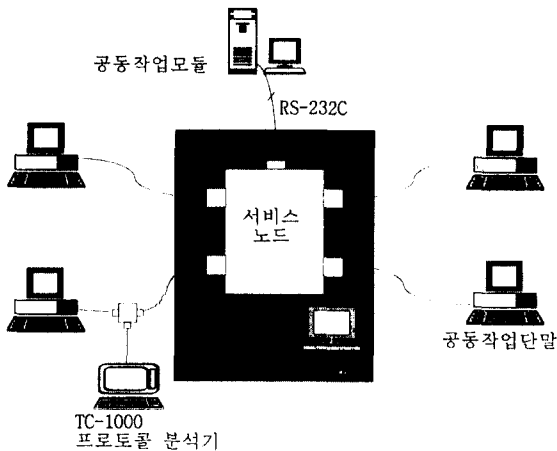 공동작업모듈
RS-232C
서비스
노드
공동작업단말
TC-1000
프로토콜 분석기